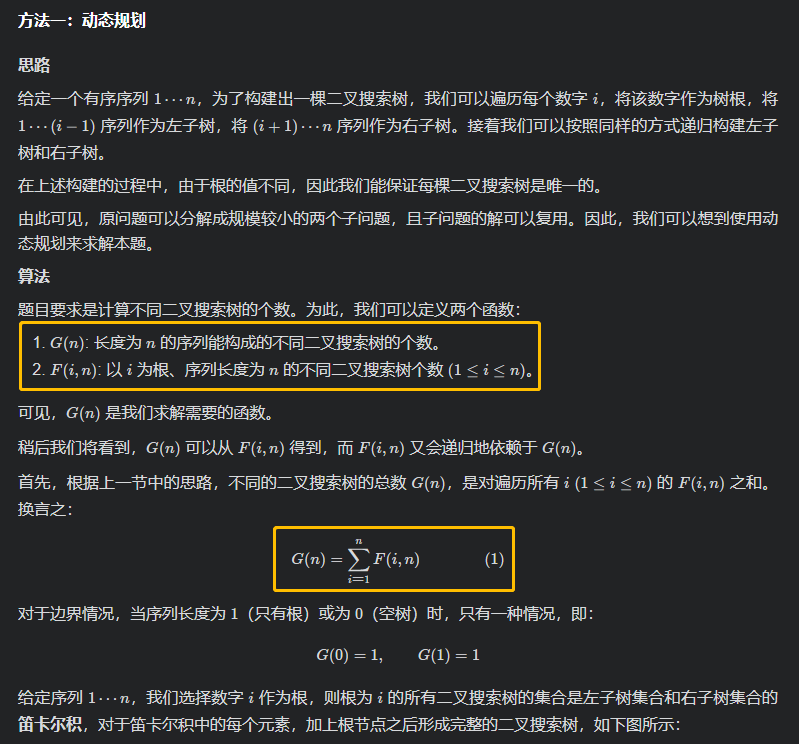 方法一：动态规划
思路
给定一个有序序列 1⋯n，为了构建出一棵二叉搜索树，我们可以遍历每个数字 i，将该数字作为树根，将
1⋯(i−1) 序列作为左子树，将 (i+1)⋯n 序列作为右子树。接着我们可以按照同样的方式递归构建左子
树和右子树。
在上述构建的过程中，由于根的值不同，因此我们能保证每棵二叉搜索树是唯一的。
由此可见，原问题可以分解成规模较小的两个子问题，且子问题的解可以复用。因此，我们可以想到使用动
态规划来求解本题。
算法
题目要求是计算不同二叉搜索树的个数。为此，我们可以定义两个函数：
1. G(n): 长度为 n 的序列能构成的不同二叉搜索树的个数。
2. F(i,n): 以 i 为根、序列长度为 n 的不同二叉搜索树个数 (1≤i≤n)。
可见，G(n) 是我们求解需要的函数。
稍后我们将看到，G(n) 可以从 F(i,n) 得到，而 F(i,n) 又会递归地依赖于 G(n)。
首先，根据上一节中的思路，不同的二叉搜索树的总数 G(n)，是对遍历所有 i (1≤i≤n) 的 F(i,n) 之和。
换言之：
G(n) = ∑_{i=1}^{n} F(i,n) (1)
对于边界情况，当序列长度为 1（只有根）或为 0（空树）时，只有一种情况，即：
G(0) = 1, G(1) = 1
给定序列 1⋯n，我们选择数字 i 作为根，则根为 i 的所有二叉搜索树的集合是左子树集合和右子树集合的
笛卡尔积，对于笛卡尔积中的每个元素，加上根节点之后形成完整的二叉搜索树，如下图所示：